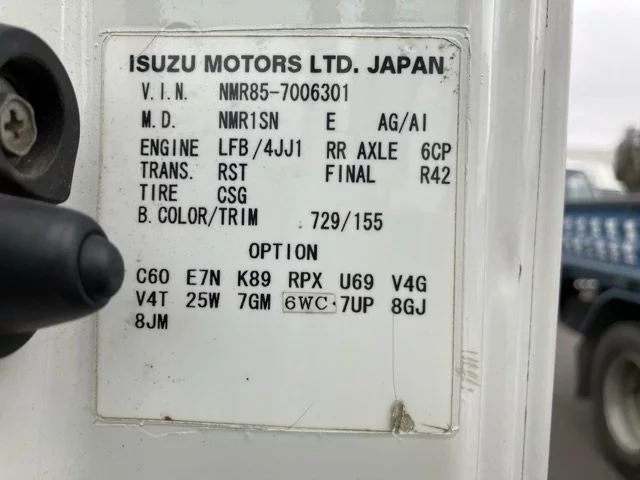 ISUZU MOTORS LTD. JAPAN
V.I.N. NMR85-7006301
M.D. NMR1SN E AG/AI
ENGINE LFB/4JJ1 RR AXLE 6CP
TRANS. RST FINAL R42
TIRE CSG
B.COLOR/TRIM 729/155
OPTION
C60 E7N K89 RPX U69 V4G
V4T 25W 7GM 6WC 7UP 8GJ
8JM